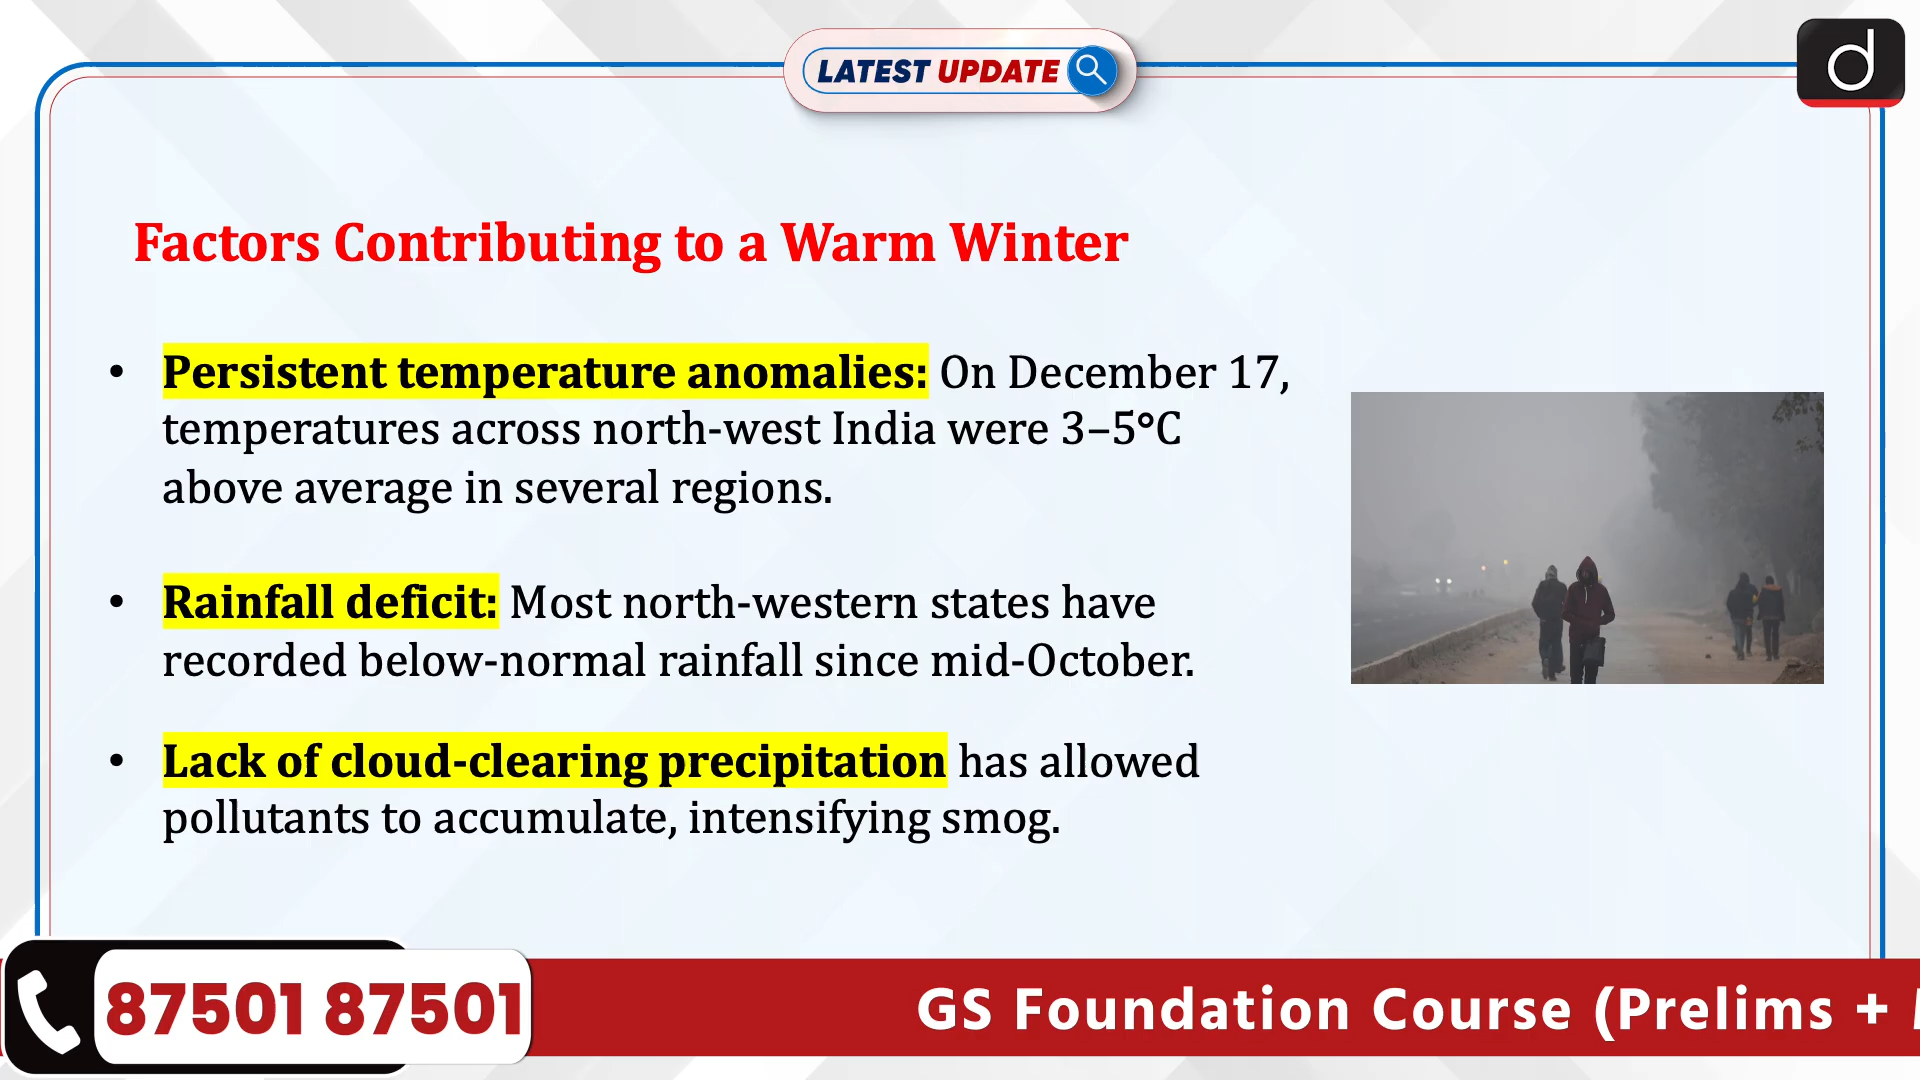 LATEST UPDATE
d
Factors Contributing to a Warm Winter
• Persistent temperature anomalies: On December 17,
temperatures across north-west India were 3–5°C
above average in several regions.
• Rainfall deficit: Most north-western states have
recorded below-normal rainfall since mid-October.
• Lack of cloud-clearing precipitation has allowed
pollutants to accumulate, intensifying smog.
87501 87501
GS Foundation Course (Prelims +